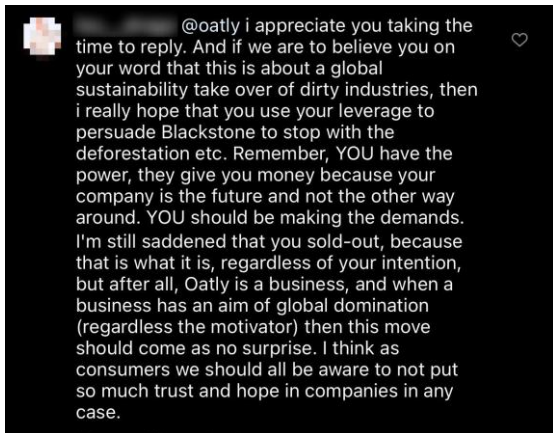 @oatly i appreciate you taking the
time to reply. And if we are to believe you on
your word that this is about a global
sustainability take over of dirty industries, then
i really hope that you use your leverage to
persuade Blackstone to stop with the
deforestation etc. Remember, YOU have the
power, they give you money because your
company is the future and not the other way
around. YOU should be making the demands.
I'm still saddened that you sold-out, because
that is what it is, regardless of your intention,
but after all, Oatly is a business, and when a
business has an aim of global domination
(regardless the motivator) then this move
should come as no surprise. I think as
consumers we should all be aware to not put
so much trust and hope in companies in any
case.